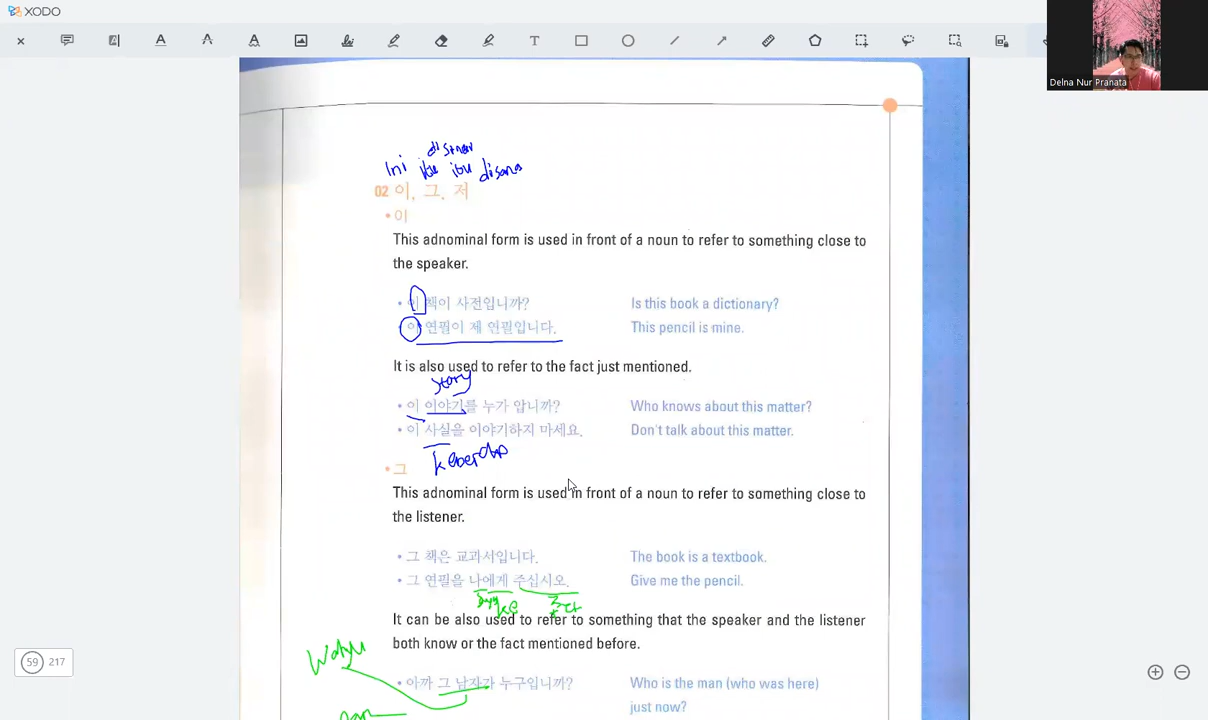 XODO
Delna Nur Pranata
disitu
Ini itu itu disana
02 이, 그, 저
• 이
This adnominal form is used in front of a noun to refer to something close to
the speaker.
• 이 책이 사전입니까? Is this book a dictionary?
• 이 연필이 제 연필입니다. This pencil is mine.
It is also used to refer to the fact just mentioned.
story
• 이 이야기를 누가 압니까? Who knows about this matter?
• 이 사실을 이야기하지 마세요. Don't talk about this matter.
• 그
This adnominal form is used in front of a noun to refer to something close to
the listener.
• 그 책은 교과서입니다. The book is a textbook.
• 그 연필을 나에게 주십시오. Give me the pencil.
saya ke 주다
It can be also used to refer to something that the speaker and the listener
both know or the fact mentioned before.
• 아까 그 남자가 누구입니까? Who is the man (who was here)
just now?
59 217